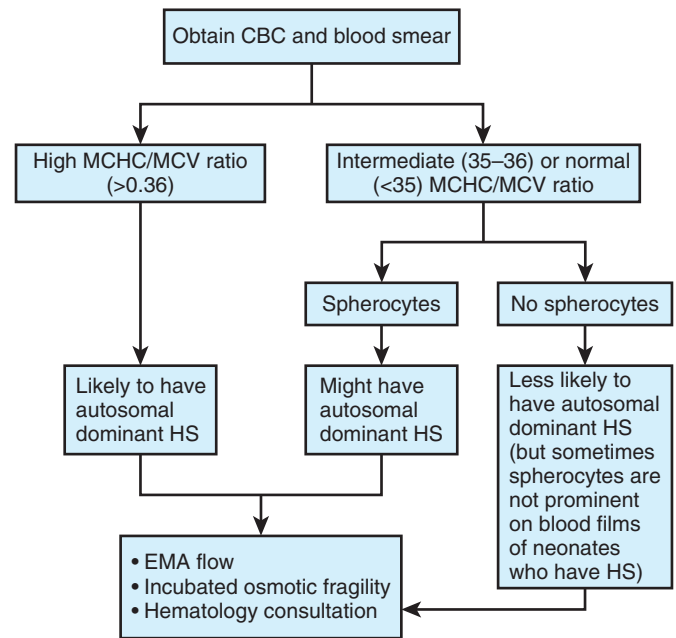 Obtain CBC and blood smear
High MCHC/MCV ratio
(>0.36)
Intermediate (35–36) or normal
(<35) MCHC/MCV ratio
Spherocytes
No spherocytes
Likely to have
autosomal
dominant HS
Might have
autosomal
dominant HS
Less likely to
have autosomal
dominant HS
(but sometimes
spherocytes are
not prominent
on blood films
of neonates
who have HS)
• EMA flow
• Incubated osmotic fragility
• Hematology consultation